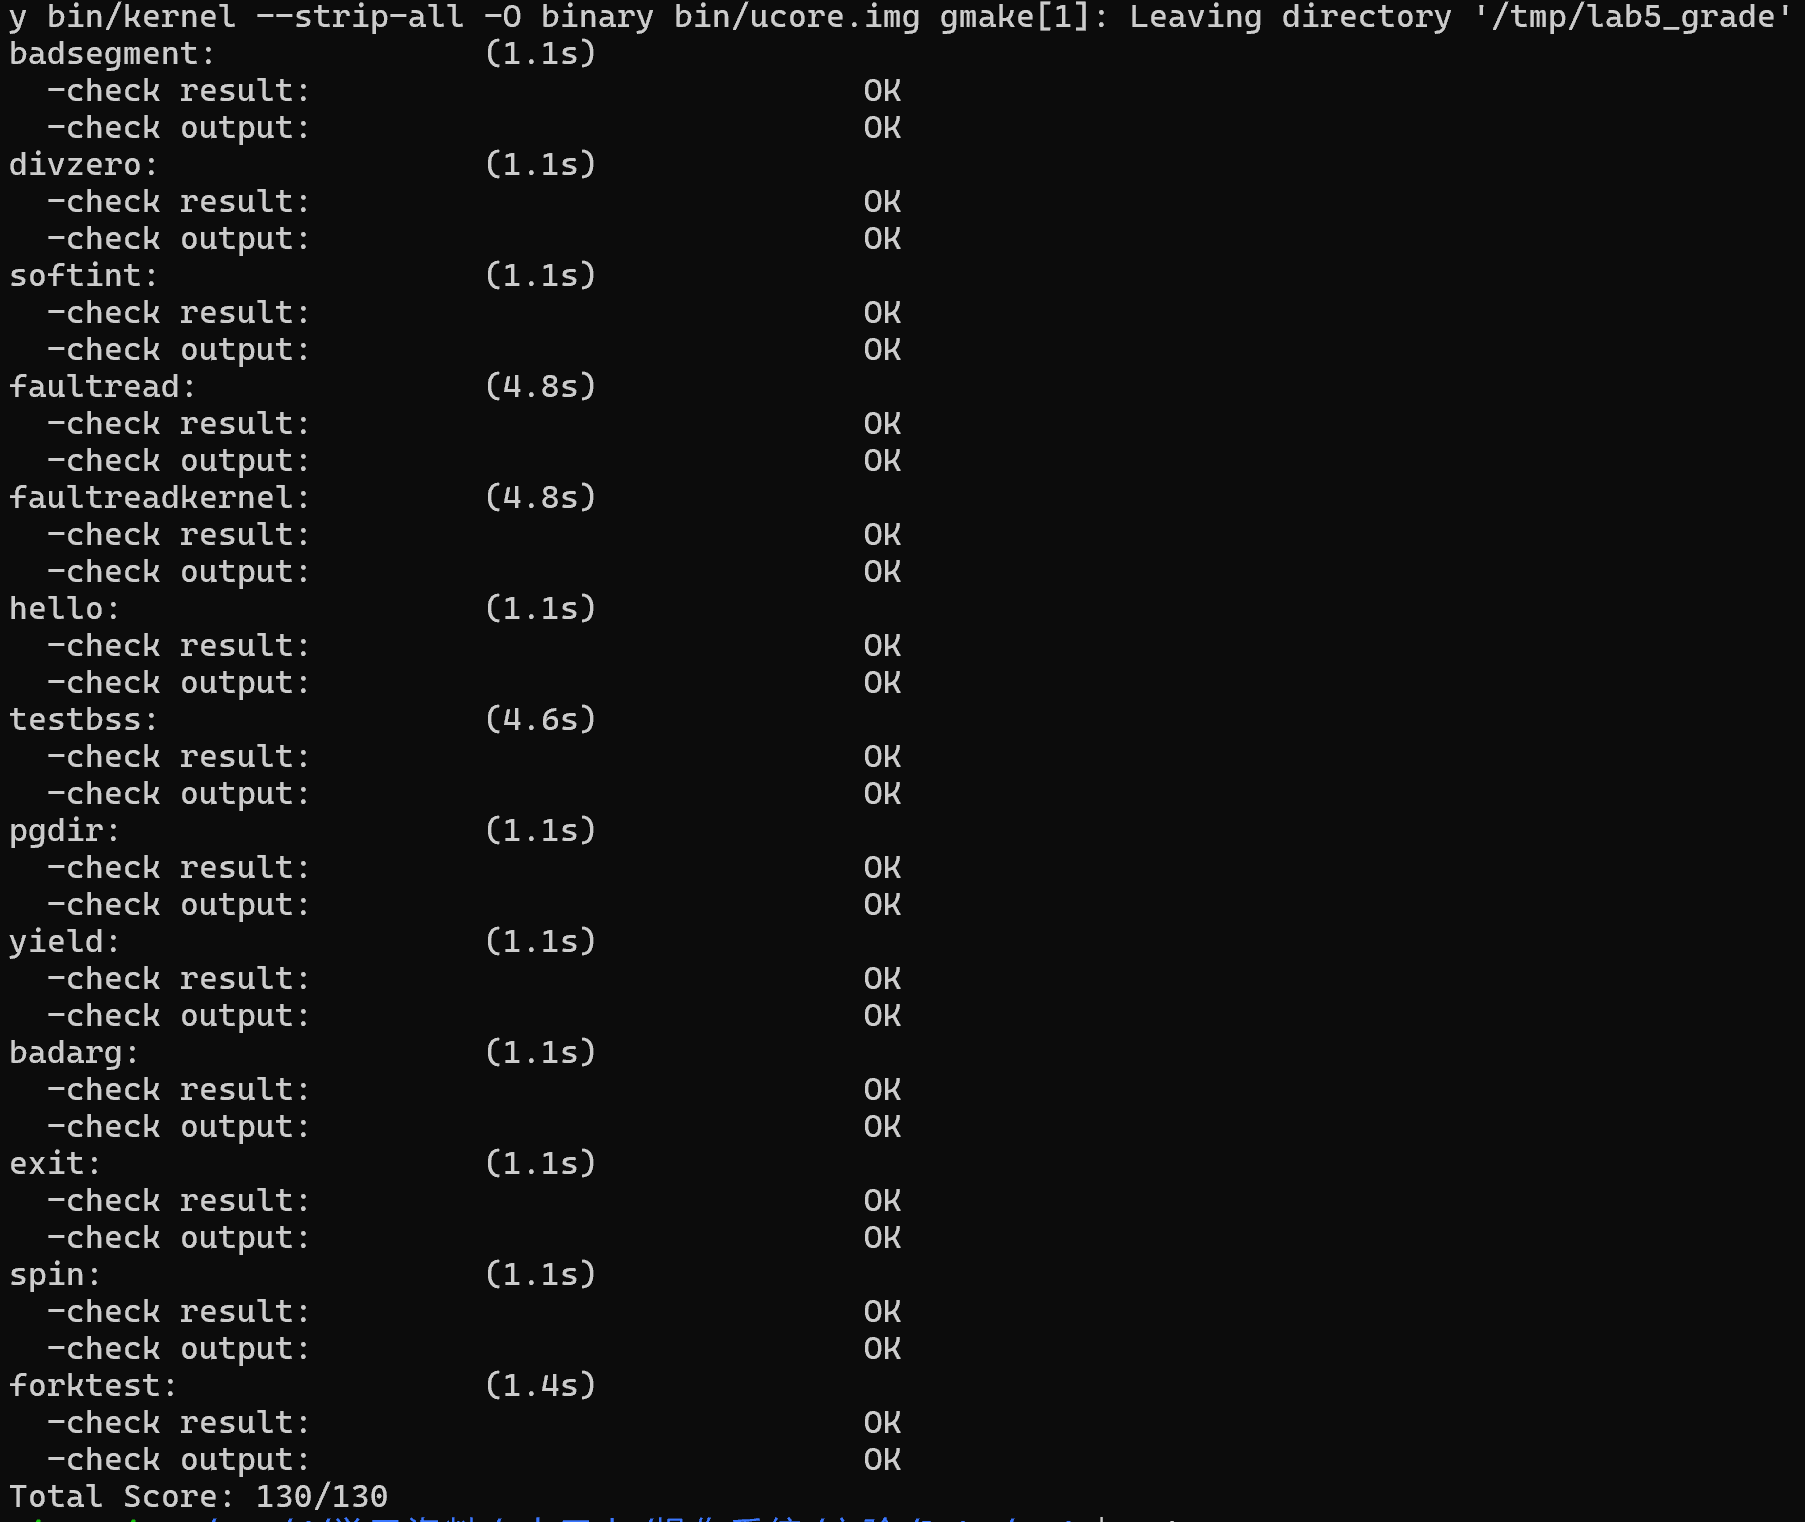 y bin/kernel --strip-all -O binary bin/ucore.img gmake[1]: Leaving directory '/tmp/lab5_grade'
badsegment:              (1.1s)
  -check result:                             OK
  -check output:                             OK
divzero:                 (1.1s)
  -check result:                             OK
  -check output:                             OK
softint:                 (1.1s)
  -check result:                             OK
  -check output:                             OK
faultread:               (4.8s)
  -check result:                             OK
  -check output:                             OK
faultreadkernel:         (4.8s)
  -check result:                             OK
  -check output:                             OK
hello:                   (1.1s)
  -check result:                             OK
  -check output:                             OK
testbss:                 (4.6s)
  -check result:                             OK
  -check output:                             OK
pgdir:                   (1.1s)
  -check result:                             OK
  -check output:                             OK
yield:                   (1.1s)
  -check result:                             OK
  -check output:                             OK
badarg:                  (1.1s)
  -check result:                             OK
  -check output:                             OK
exit:                    (1.1s)
  -check result:                             OK
  -check output:                             OK
spin:                    (1.1s)
  -check result:                             OK
  -check output:                             OK
forktest:                (1.4s)
  -check result:                             OK
  -check output:                             OK
Total Score: 130/130